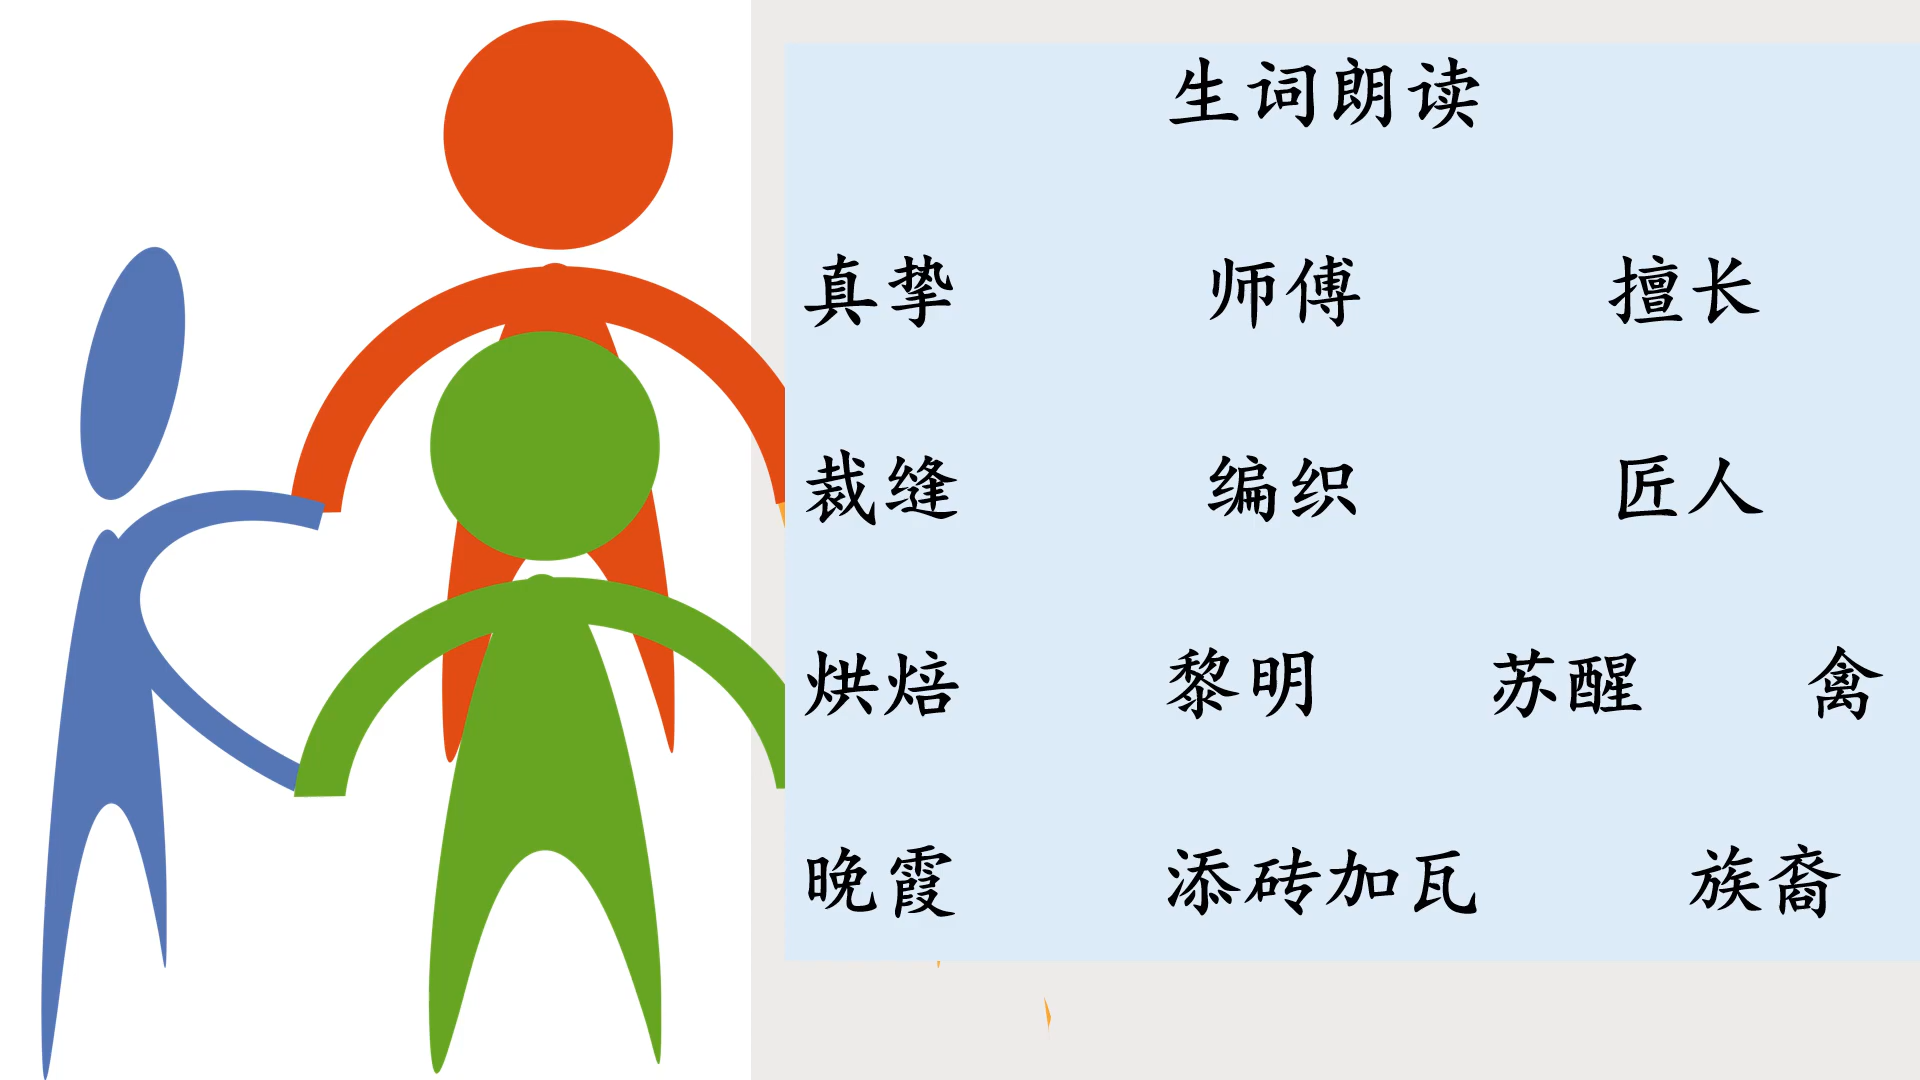 生词朗读
真挚 师傅 擅长
裁缝 编织 匠人
烘焙 黎明 苏醒 禽
晚霞 添砖加瓦 族裔